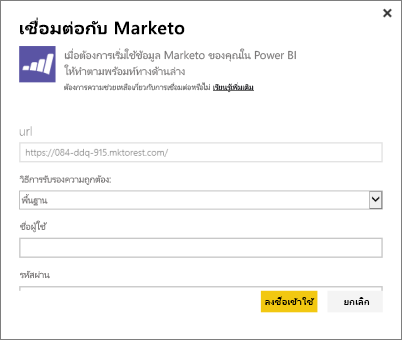 เชื่อมต่อกับ Marketo
เมื่อต้องการเริ่มใช้ข้อมูล Marketo ของคุณใน Power BI
ให้ทำตามพร้อมท์ทางด้านล่าง
ต้องการความช่วยเหลือเกี่ยวกับการเชื่อมต่อหรือไม่ เรียนรู้เพิ่มเติม
url
https://084-ddq-915.mktorest.com/
วิธีการรับรองความถูกต้อง:
พื้นฐาน
ชื่อผู้ใช้
รหัสผ่าน
ลงชื่อเข้าใช้ ยกเลิก